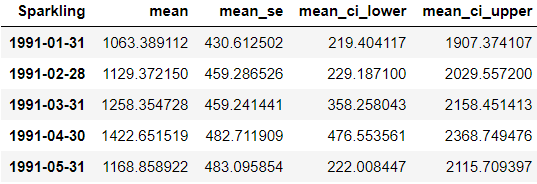 Sparkling mean mean_se mean_ci_lower mean_ci_upper
1991-01-31 1063.389112 430.612502 219.404117 1907.374107
1991-02-28 1129.372150 459.286526 229.187100 2029.557200
1991-03-31 1258.354728 459.241441 358.258043 2158.451413
1991-04-30 1422.651519 482.711909 476.553561 2368.749476
1991-05-31 1168.858922 483.095854 222.008447 2115.709397